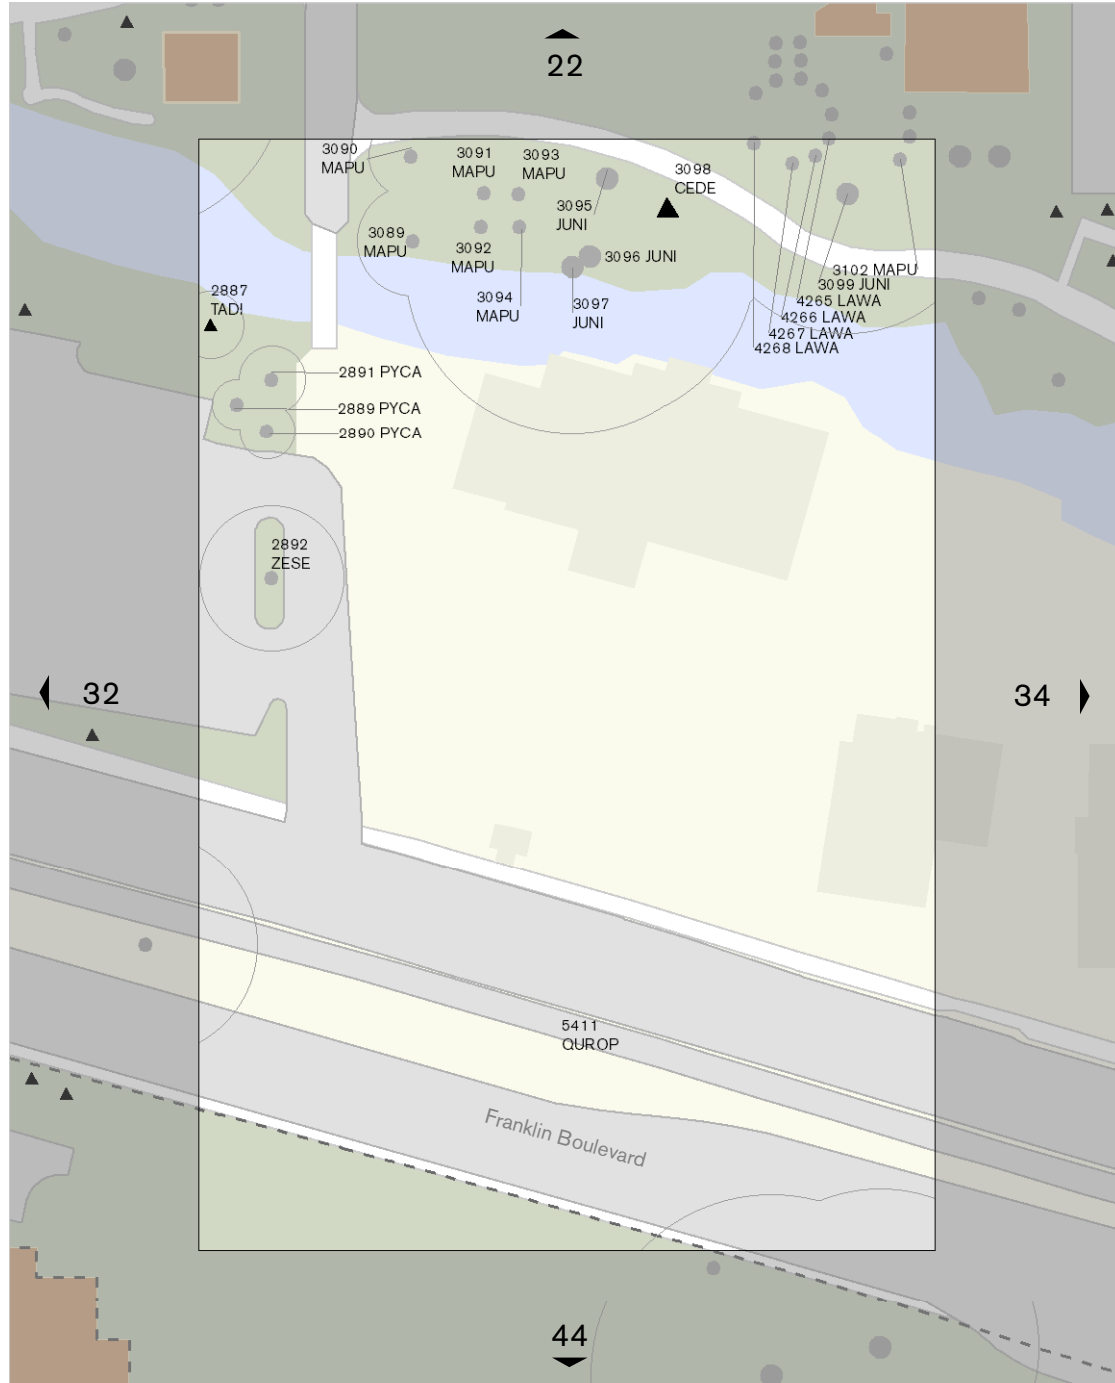 22
3090
MAPU
3091
MAPU
3093
MAPU
3098
CEDE
3095
JUNI
3089
MAPU
3092
MAPU
3096 JUNI
3102 MAPU
3099 JUNI
4265 LAWA
4266 LAWA
4267 LAWA
4268 LAWA
2887
TADI
3094
MAPU
3097
JUNI
2891 PYCA
2889 PYCA
2890 PYCA
2892
ZESE
32
34
5411
QUROP
Franklin Boulevard
44